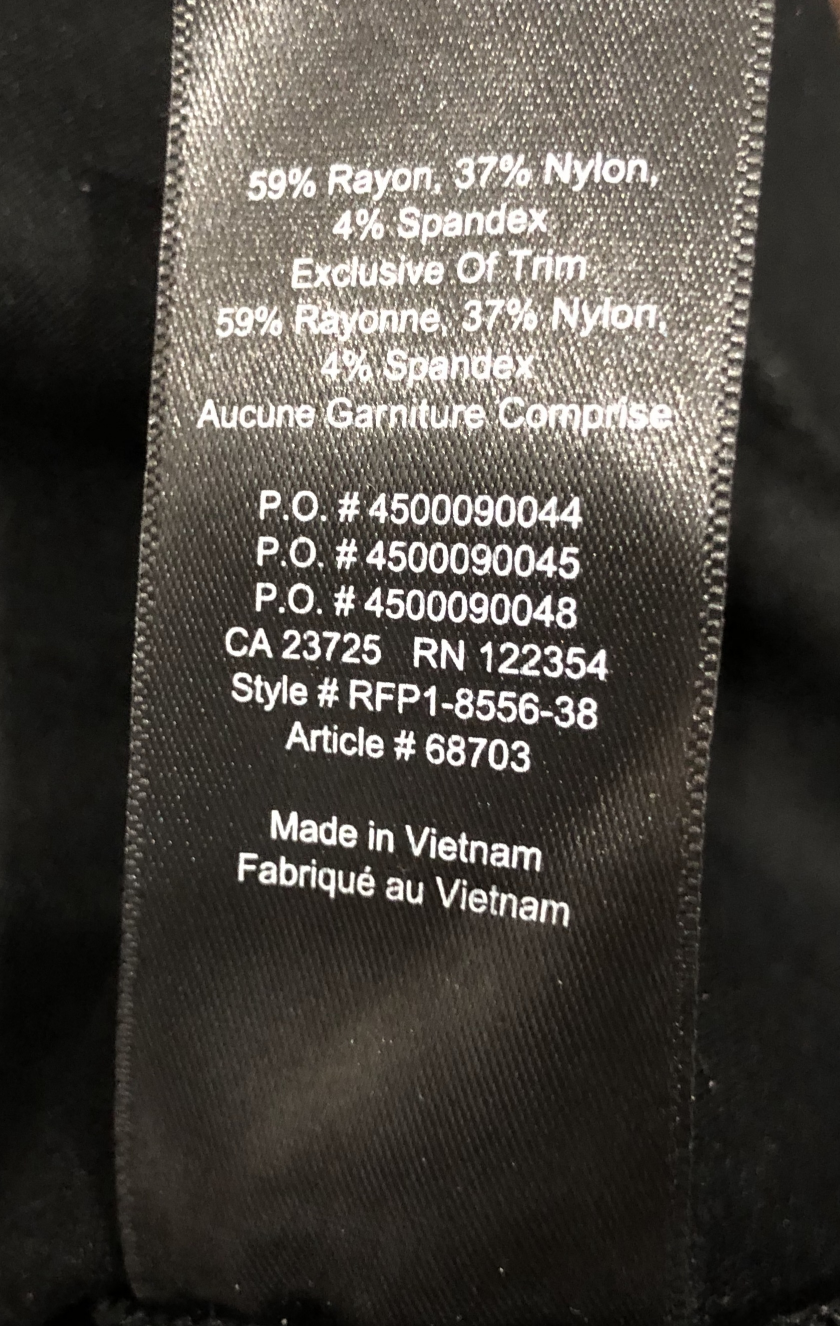 59% Rayon, 37% Nylon,
4% Spandex
Exclusive Of Trim
59% Rayonne, 37% Nylon,
4% Spandex
Aucune Garniture Comprise
P.O. # 4500090044
P.O. # 4500090045
P.O. # 4500090048
CA 23725 RN 122354
Style # RFP1-8556-38
Article # 68703
Made in Vietnam
Fabriqué au Vietnam